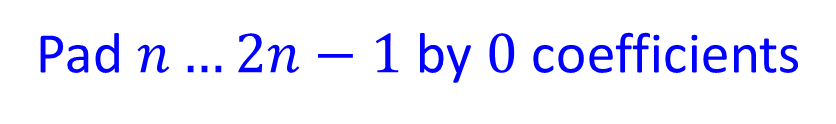 Pad 𝑛 … 2𝑛 − 1 by 0 coefficients